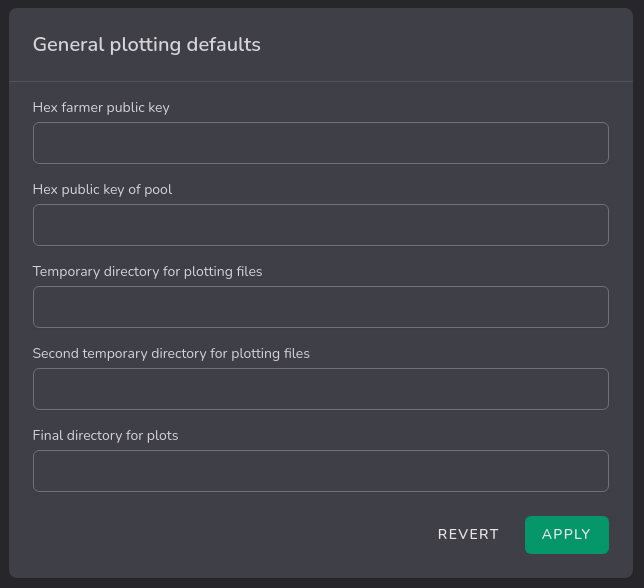 General plotting defaults
Hex farmer public key
Hex public key of pool
Temporary directory for plotting files
Second temporary directory for plotting files
Final directory for plots
REVERT APPLY